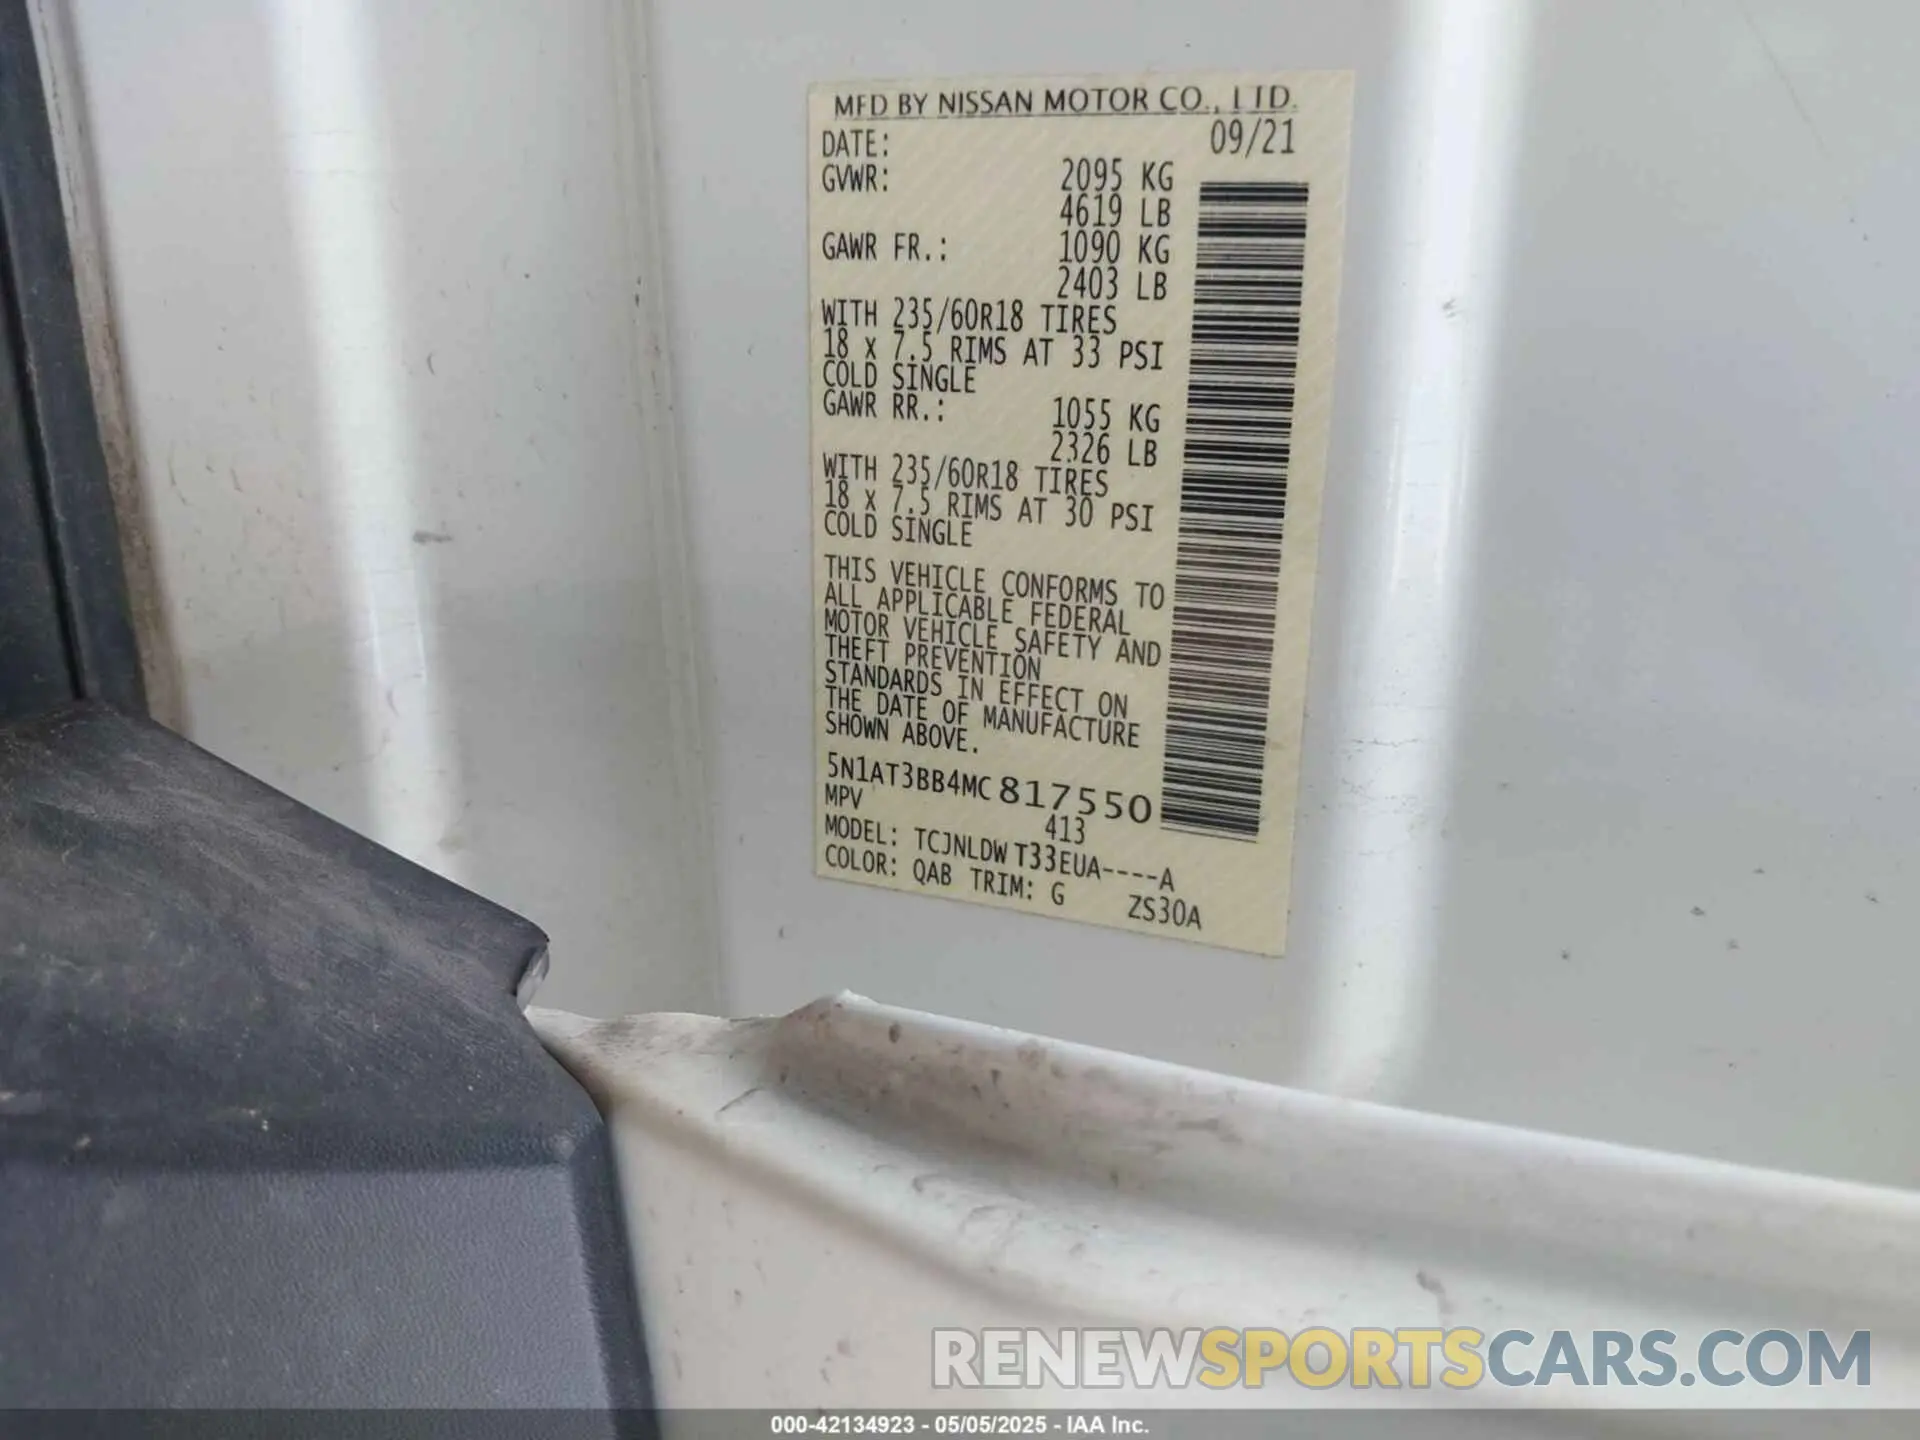 MFD BY NISSAN MOTOR CO., LTD.
DATE: 09/21
GVWR: 2095 KG
4619 LB
GAWR FR.: 1090 KG
2403 LB
WITH 235/60R18 TIRES
18 x 7.5 RIMS AT 33 PSI
COLD SINGLE
GAWR RR.: 1055 KG
2326 LB
WITH 235/60R18 TIRES
18 x 7.5 RIMS AT 30 PSI
COLD SINGLE
THIS VEHICLE CONFORMS TO
ALL APPLICABLE FEDERAL
MOTOR VEHICLE SAFETY AND
THEFT PREVENTION
STANDARDS IN EFFECT ON
THE DATE OF MANUFACTURE
SHOWN ABOVE.
5N1AT3BB4MC817550
MPV 413
MODEL: TCJNLDW T33EUA----A
COLOR: QAB TRIM: G ZS30A
RENEWSPORTSCARS.COM
000-42134923 - 05/05/2025 - IAA Inc.